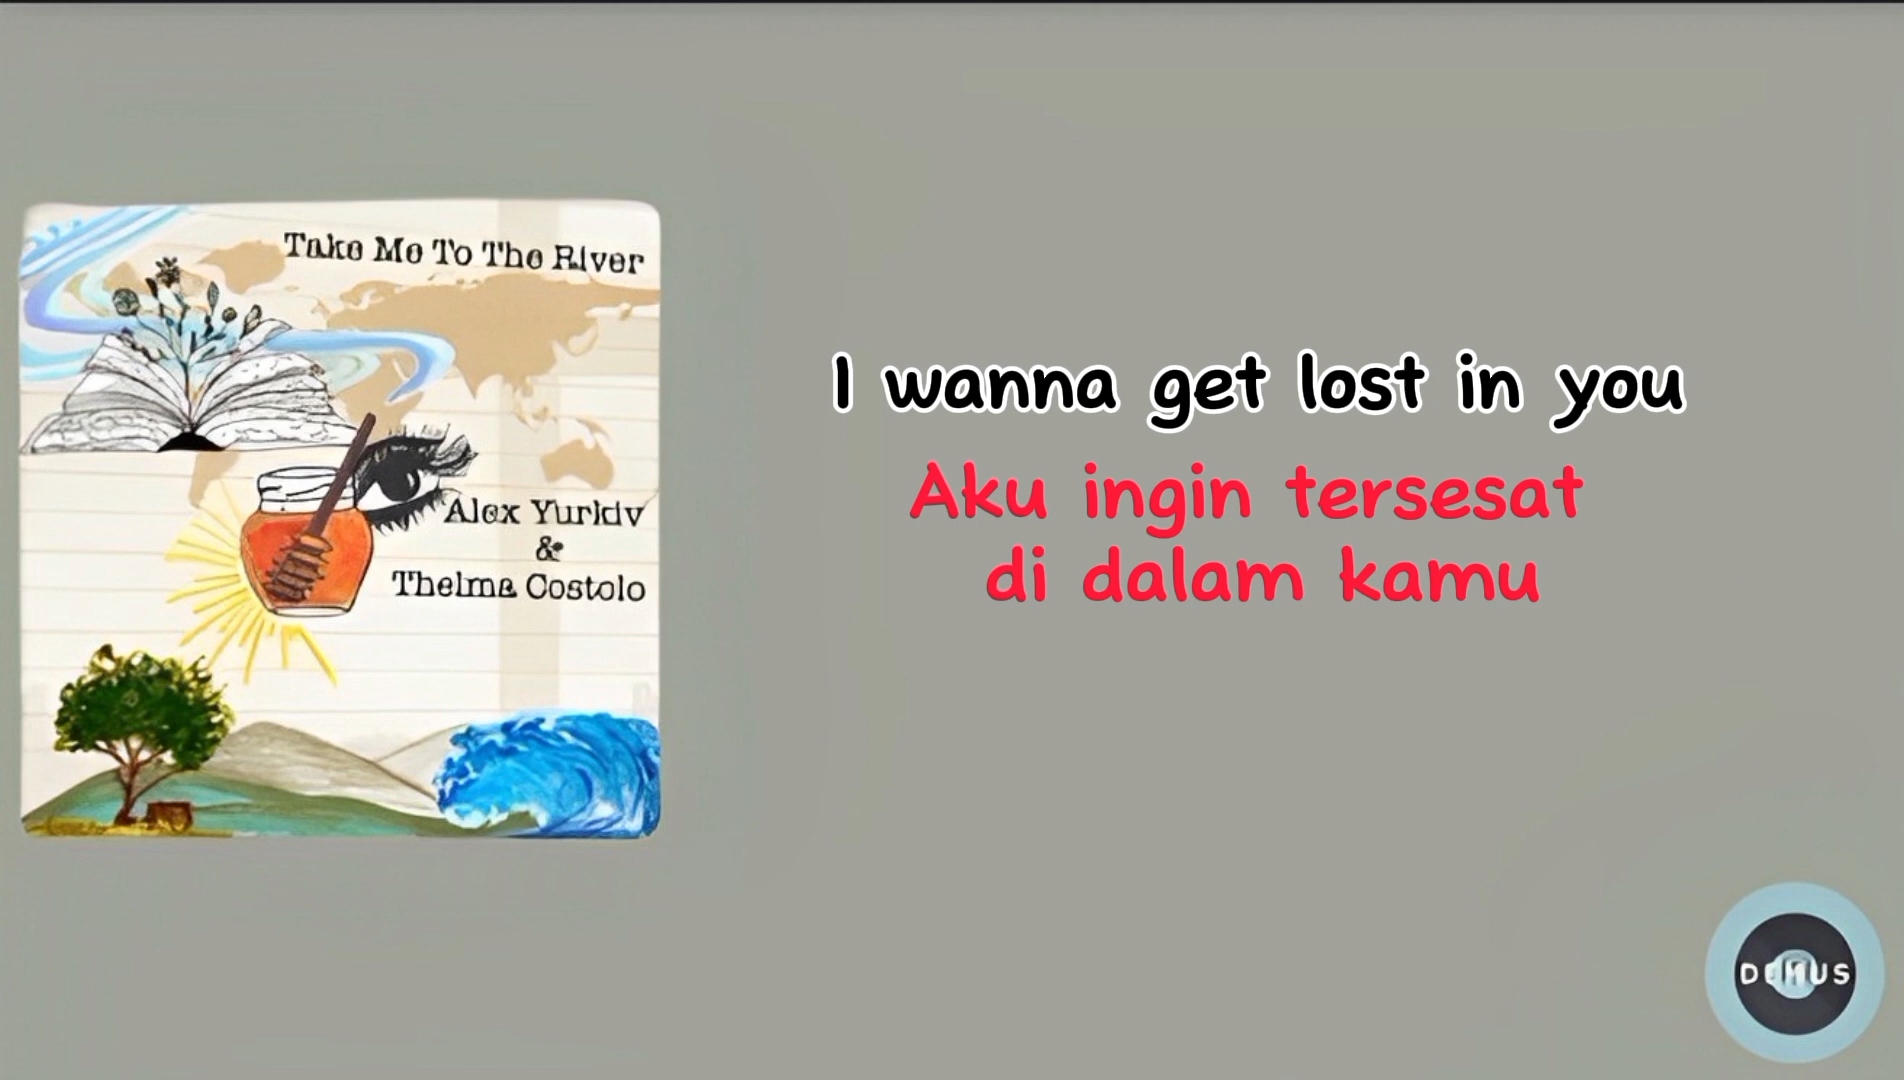 Take Me To The River
Alex Yurkiv
&
Thelma Costolo
I wanna get lost in you
Aku ingin tersesat
di dalam kamu
DEMUS